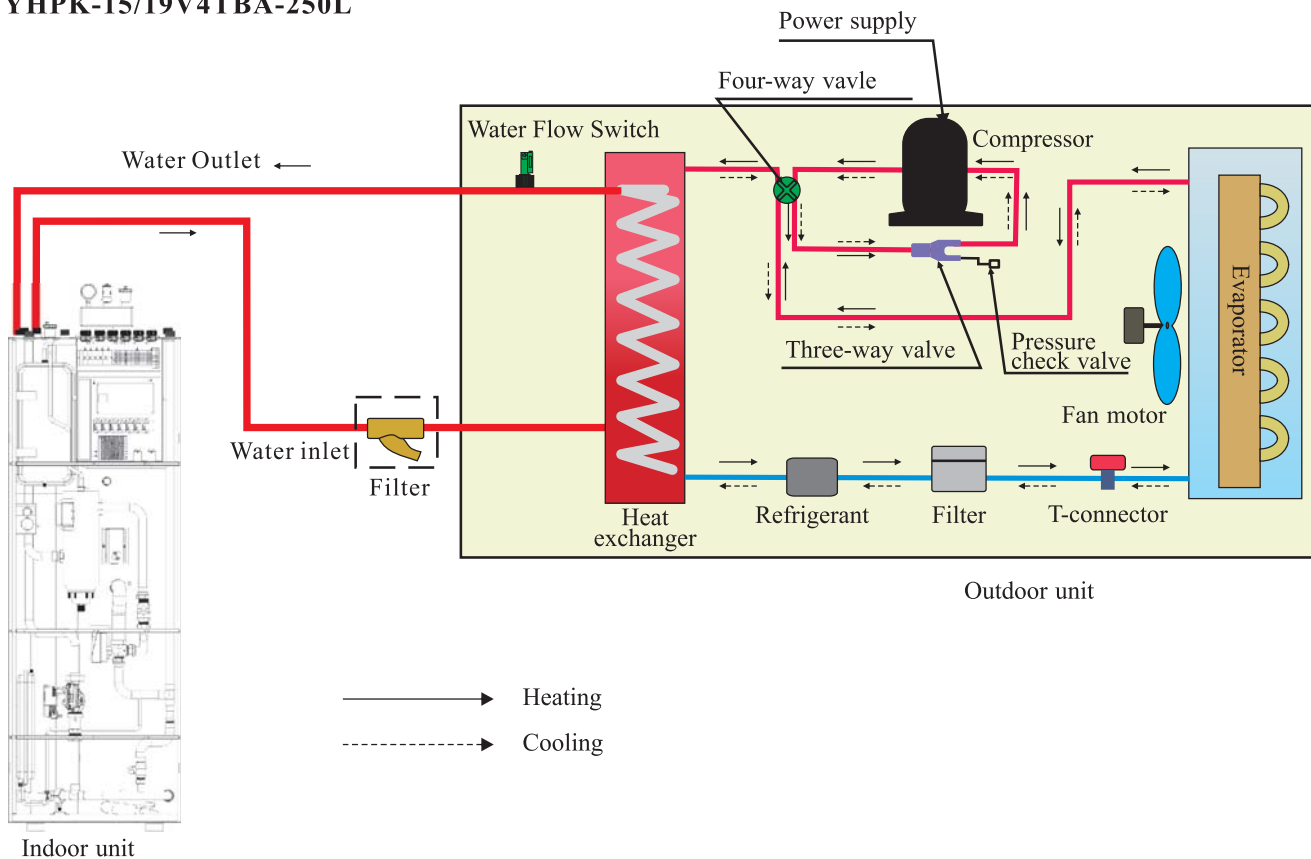 YHPK-15/19V4TBA-250L
Power supply
Four-way vavle
Water Flow Switch
Compressor
Water Outlet
Evaporator
Three-way valve
Pressure
check valve
Fan motor
Water inlet
Filter
Heat
exchanger
Refrigerant
Filter
T-connector
Outdoor unit
Heating
Cooling
Indoor unit